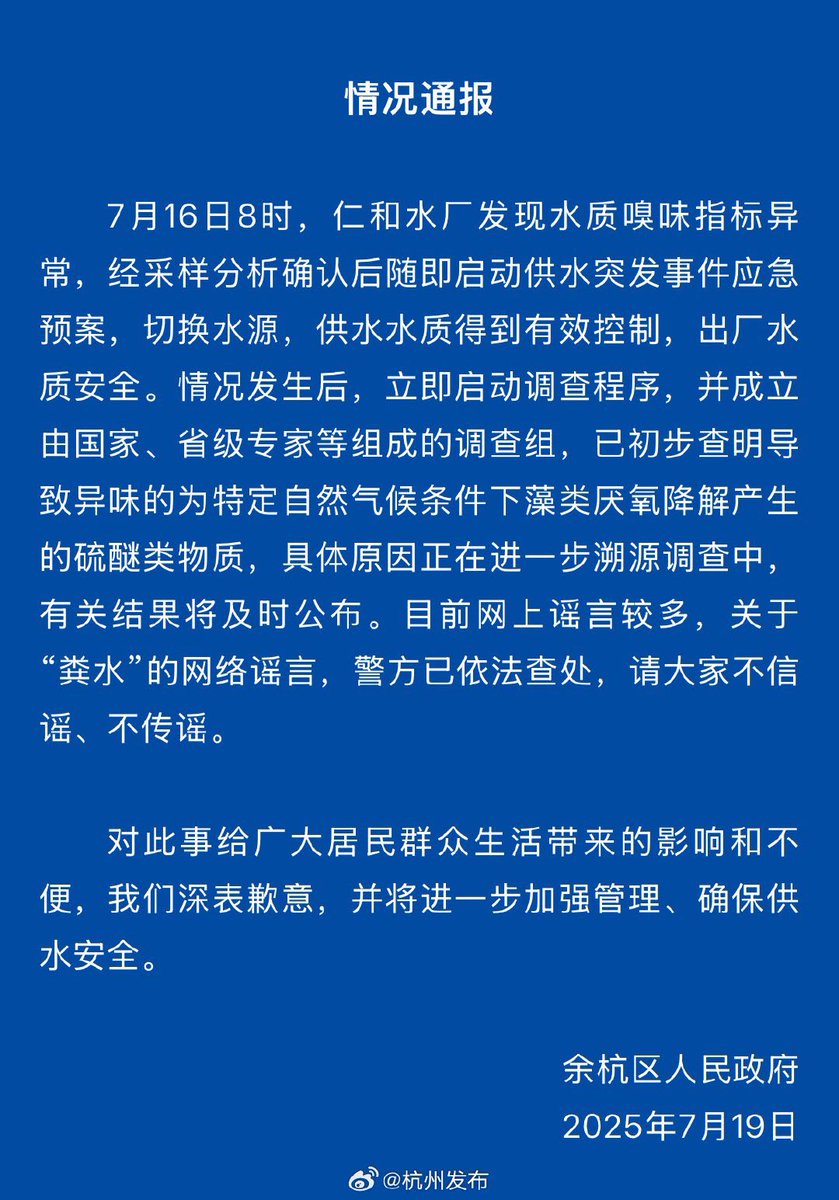 情况通报
7月16日8时，仁和水厂发现水质嗅味指标异
常，经采样分析确认后随即启动供水突发事件应急
预案，切换水源，供水水质得到有效控制，出厂水
质安全。情况发生后，立即启动调查程序，并成立
由国家、省级专家等组成的调查组，已初步查明导
致异味的为特定自然气候条件下藻类厌氧降解产生
的硫醚类物质，具体原因正在进一步溯源调查中，
有关结果将及时公布。目前网上谣言较多，关于
“粪水”的网络谣言，警方已依法查处，请大家不信
谣、不传谣。
对此事给广大居民群众生活带来的影响和不
便，我们深表歉意，并将进一步加强管理、确保供
水安全。
余杭区人民政府
2025年7月19日
@杭州发布